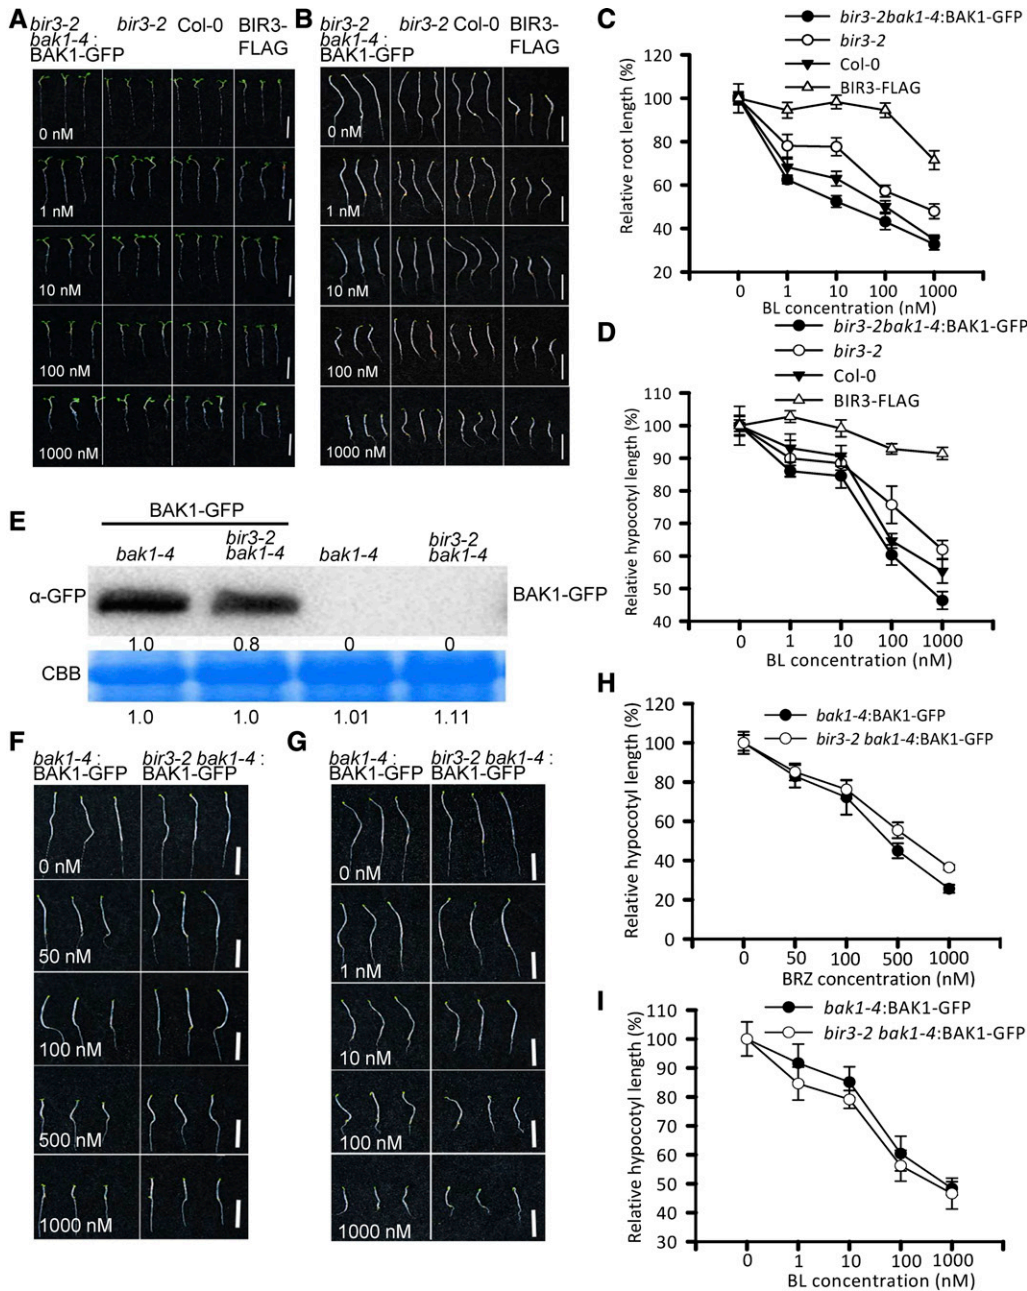 A
bir3-2 bak1-4 : BAK1-GFP
bir3-2
Col-0
BIR3-FLAG
0 nM
1 nM
10 nM
100 nM
1000 nM
B
bir3-2 bak1-4 : BAK1-GFP
bir3-2
Col-0
BIR3-FLAG
0 nM
1 nM
10 nM
100 nM
1000 nM
C
bir3-2bak1-4:BAK1-GFP
bir3-2
Col-0
BIR3-FLAG
Relative root length (%)
120
100
80
60
40
20
0 1 10 100 1000
BL concentration (nM)
D
bir3-2bak1-4:BAK1-GFP
bir3-2
Col-0
BIR3-FLAG
Relative hypocotyl length (%)
110
100
90
80
70
60
50
40
0 1 10 100 1000
BL concentration (nM)
E
BAK1-GFP
bak1-4
bir3-2 bak1-4
bak1-4
bir3-2 bak1-4
α-GFP
BAK1-GFP
1.0 0.8 0 0
CBB
1.0 1.0 1.01 1.11
F
bak1-4 : BAK1-GFP
bir3-2 bak1-4 : BAK1-GFP
0 nM
50 nM
100 nM
500 nM
1000 nM
G
bak1-4 : BAK1-GFP
bir3-2 bak1-4 : BAK1-GFP
0 nM
1 nM
10 nM
100 nM
1000 nM
H
bak1-4:BAK1-GFP
bir3-2 bak1-4:BAK1-GFP
Relative hypocotyl length (%)
120
100
80
60
40
20
0
0 50 100 500 1000
BRZ concentration (nM)
I
bak1-4:BAK1-GFP
bir3-2 bak1-4:BAK1-GFP
Relative hypocotyl length (%)
110
100
90
80
70
60
50
40
30
0 1 10 100 1000
BL concentration (nM)